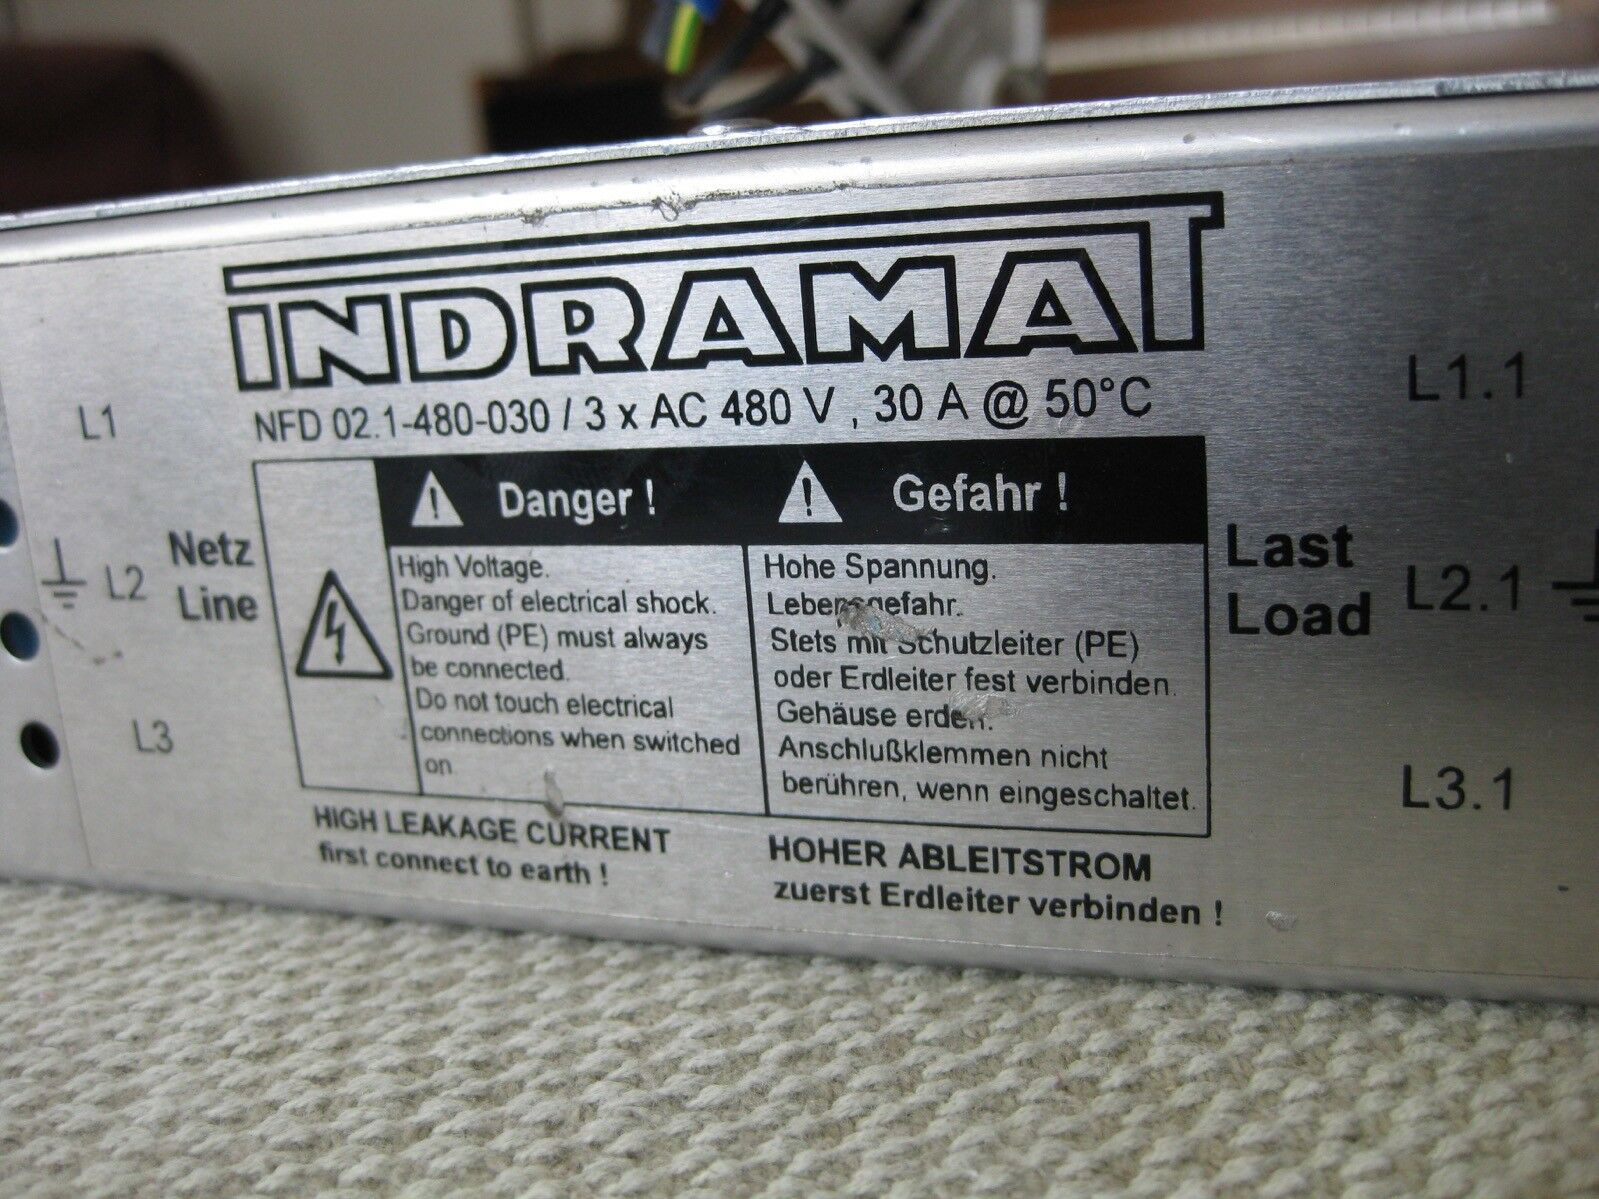 INDRAMAT
NFD 02.1-480-030 / 3 x AC 480 V , 30 A @ 50°C
L1
L2
L3
Netz
Line
Danger !
High Voltage.
Danger of electrical shock.
Ground (PE) must always
be connected.
Do not touch electrical
connections when switched
on
Gefahr !
Hohe Spannung.
Lebensgefahr.
Stets mit Schutzleiter (PE)
oder Erdleiter fest verbinden.
Gehäuse erden.
Anschlußklemmen nicht
berühren, wenn eingeschaltet.
Last
Load
L1.1
L2.1
L3.1
HIGH LEAKAGE CURRENT
first connect to earth !
HOHER ABLEITSTROM
zuerst Erdleiter verbinden !